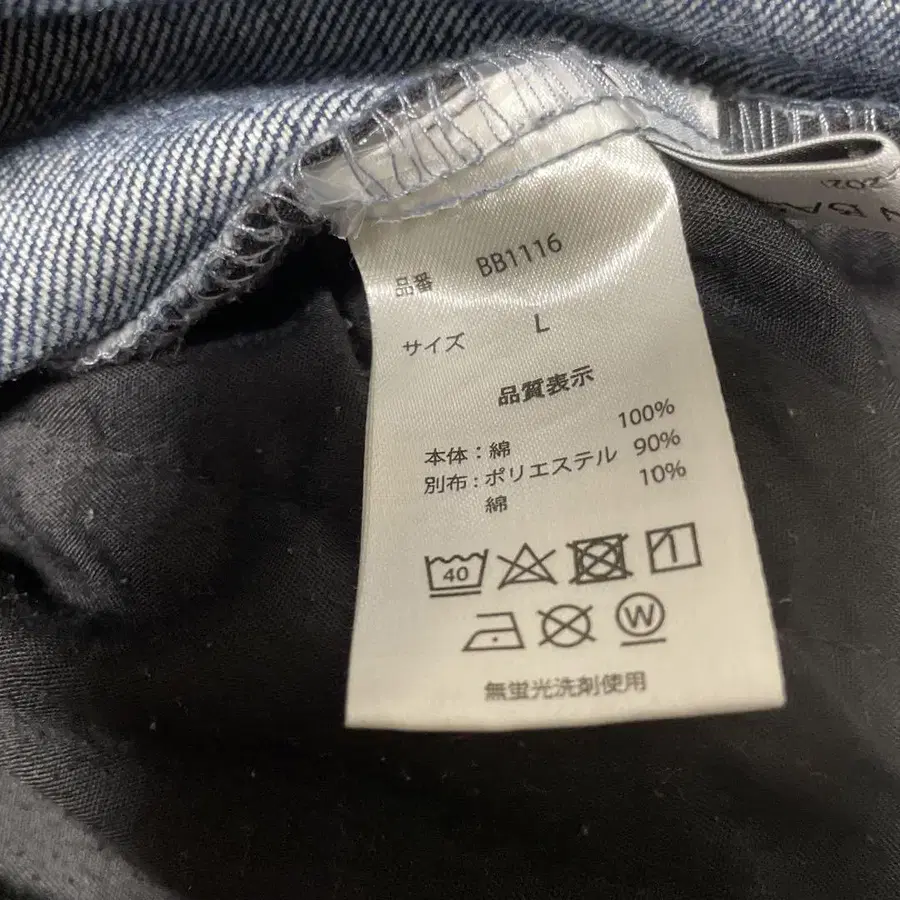 品番 BB1116
サイズ L
品質表示
本体：綿 100%
別布：ポリエステル 90%
綿 10%
40
W
無蛍光洗剤使用